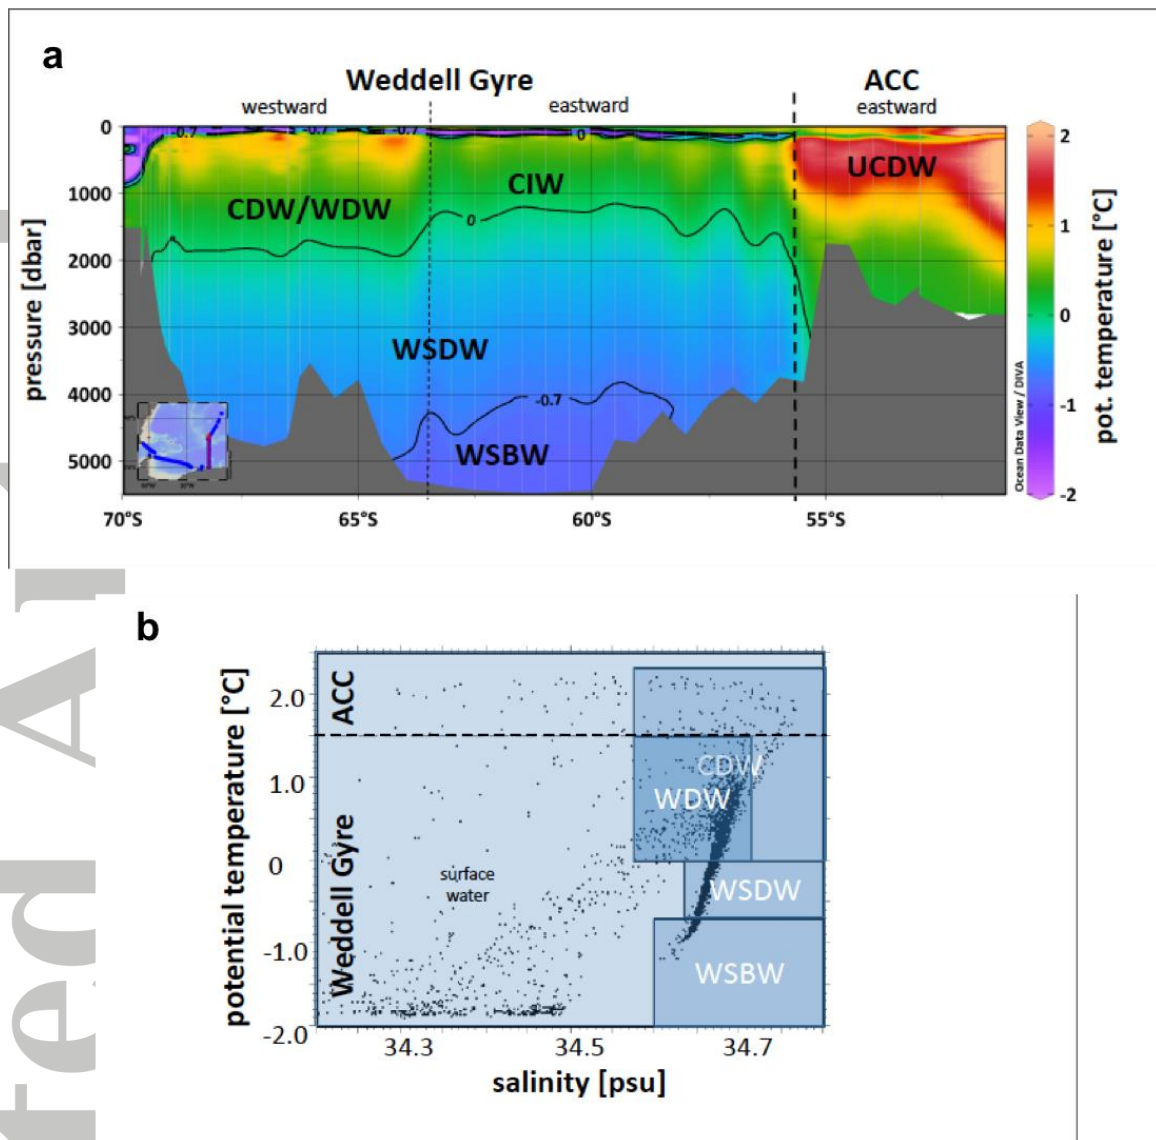 a
Weddell Gyre
ACC
westward
eastward
eastward
0
1000
2000
3000
4000
5000
pressure [dbar]
-0.7
-0.7
-0.7
0
UCDW
CIW
CDW/WDW
0
WSDW
-0.7
WSBW
70°S
65°S
60°S
55°S
2
1
0
-1
-2
pot. temperature [°C]
Ocean Data View / DIVA
b
ACC
Weddell Gyre
CDW
WDW
surface
water
WSDW
WSBW
2.0
1.0
0
-1.0
-2.0
potential temperature [°C]
34.3
34.5
34.7
salinity [psu]
ted A